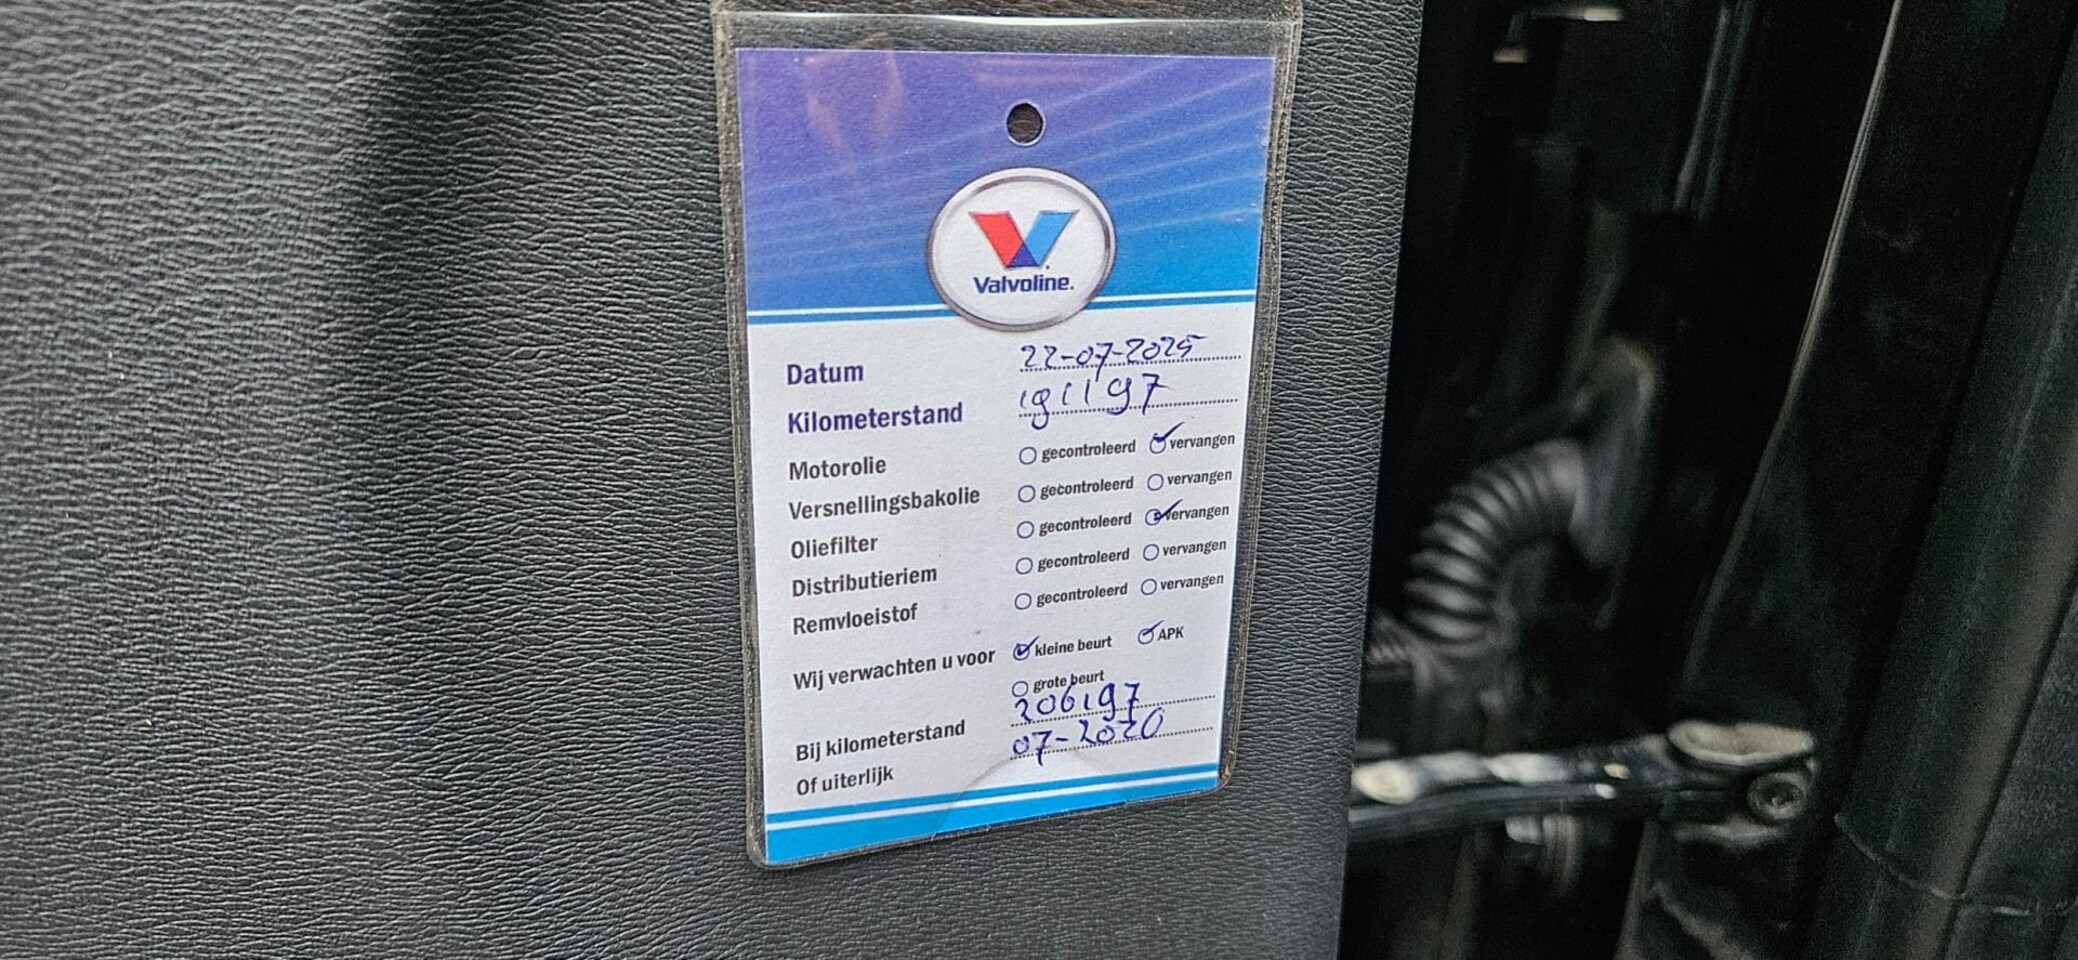 Valvoline.
Datum 22-07-2025
Kilometerstand 191197
Motorolie gecontroleerd vervangen
Versnellingsbakolie gecontroleerd vervangen
Oliefilter gecontroleerd vervangen
Distributieriem gecontroleerd vervangen
Remvloeistof gecontroleerd vervangen
Wij verwachten u voor kleine beurt APK
grote beurt
Bij kilometerstand 206197
Of uiterlijk 07-2020